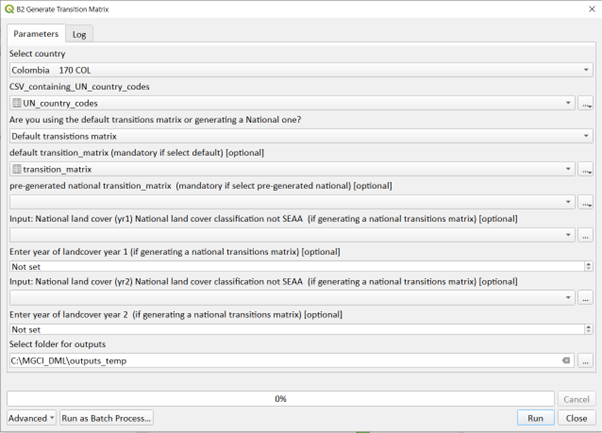 B2 Generate Transition Matrix
Parameters Log
Select country
Colombia 170 COL
CSV_containing_UN_country_codes
UN_country_codes
...
Are you using the default transitions matrix or generating a National one?
Default transistions matrix
default transition_matrix (mandatory if select default) [optional]
transition_matrix
...
pre-generated national transition_matrix (mandatory if select pre-generated national) [optional]
...
Input: National land cover (yr1) National land cover classification not SEAA (if generating a national transitions matrix) [optional]
...
Enter year of landcover year 1 (if generating a national transitions matrix) [optional]
Not set
Input: National land cover (yr2) National land cover classification not SEAA (if generating a national transitions matrix) [optional]
...
Enter year of landcover year 2 (if generating a national transitions matrix) [optional]
Not set
Select folder for outputs
C:\MGCI_DML\outputs_temp
...
0%
Cancel
Advanced Run as Batch Process... Run Close